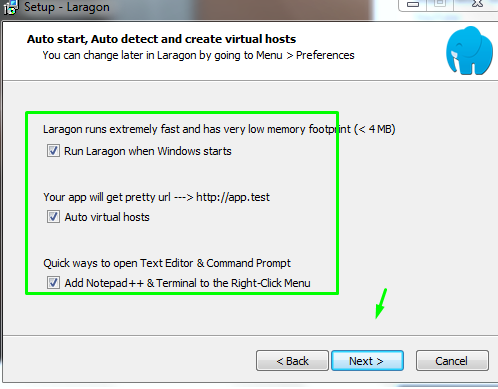 Setup - Laragon
Auto start, Auto detect and create virtual hosts
You can change later in Laragon by going to Menu > Preferences
Laragon runs extremely fast and has very low memory footprint (< 4 MB)
Run Laragon when Windows starts
Your app will get pretty url ---> http://app.test
Auto virtual hosts
Quick ways to open Text Editor & Command Prompt
Add Notepad++ & Terminal to the Right-Click Menu
< Back Next > Cancel